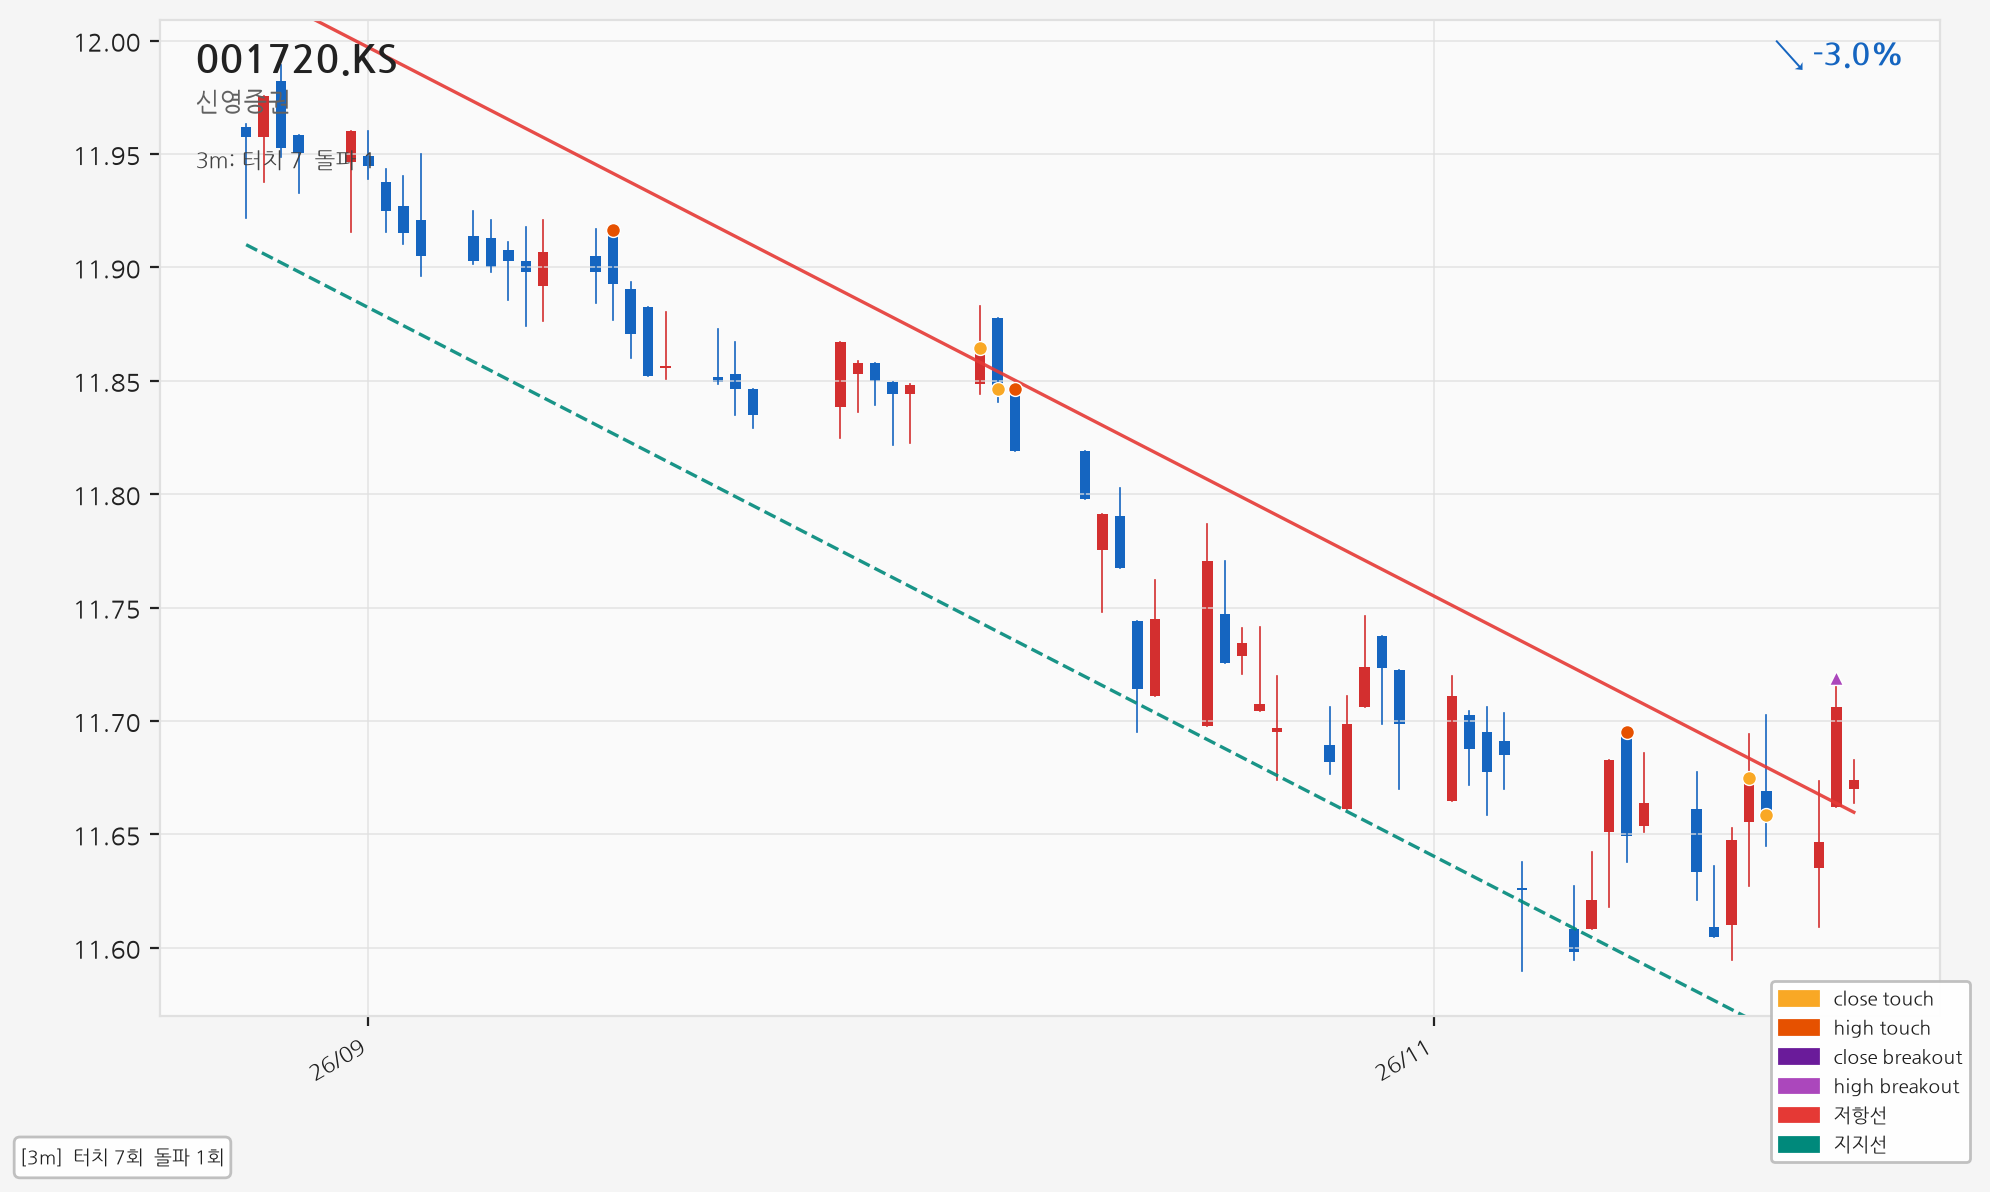 001720.KS
신영증권
3m: 터치 7 돌파 1
-3.0%
12.00
11.95
11.90
11.85
11.80
11.75
11.70
11.65
11.60
26/09
26/11
close touch
high touch
close breakout
high breakout
저항선
지지선
[3m] 터치 7회 돌파 1회